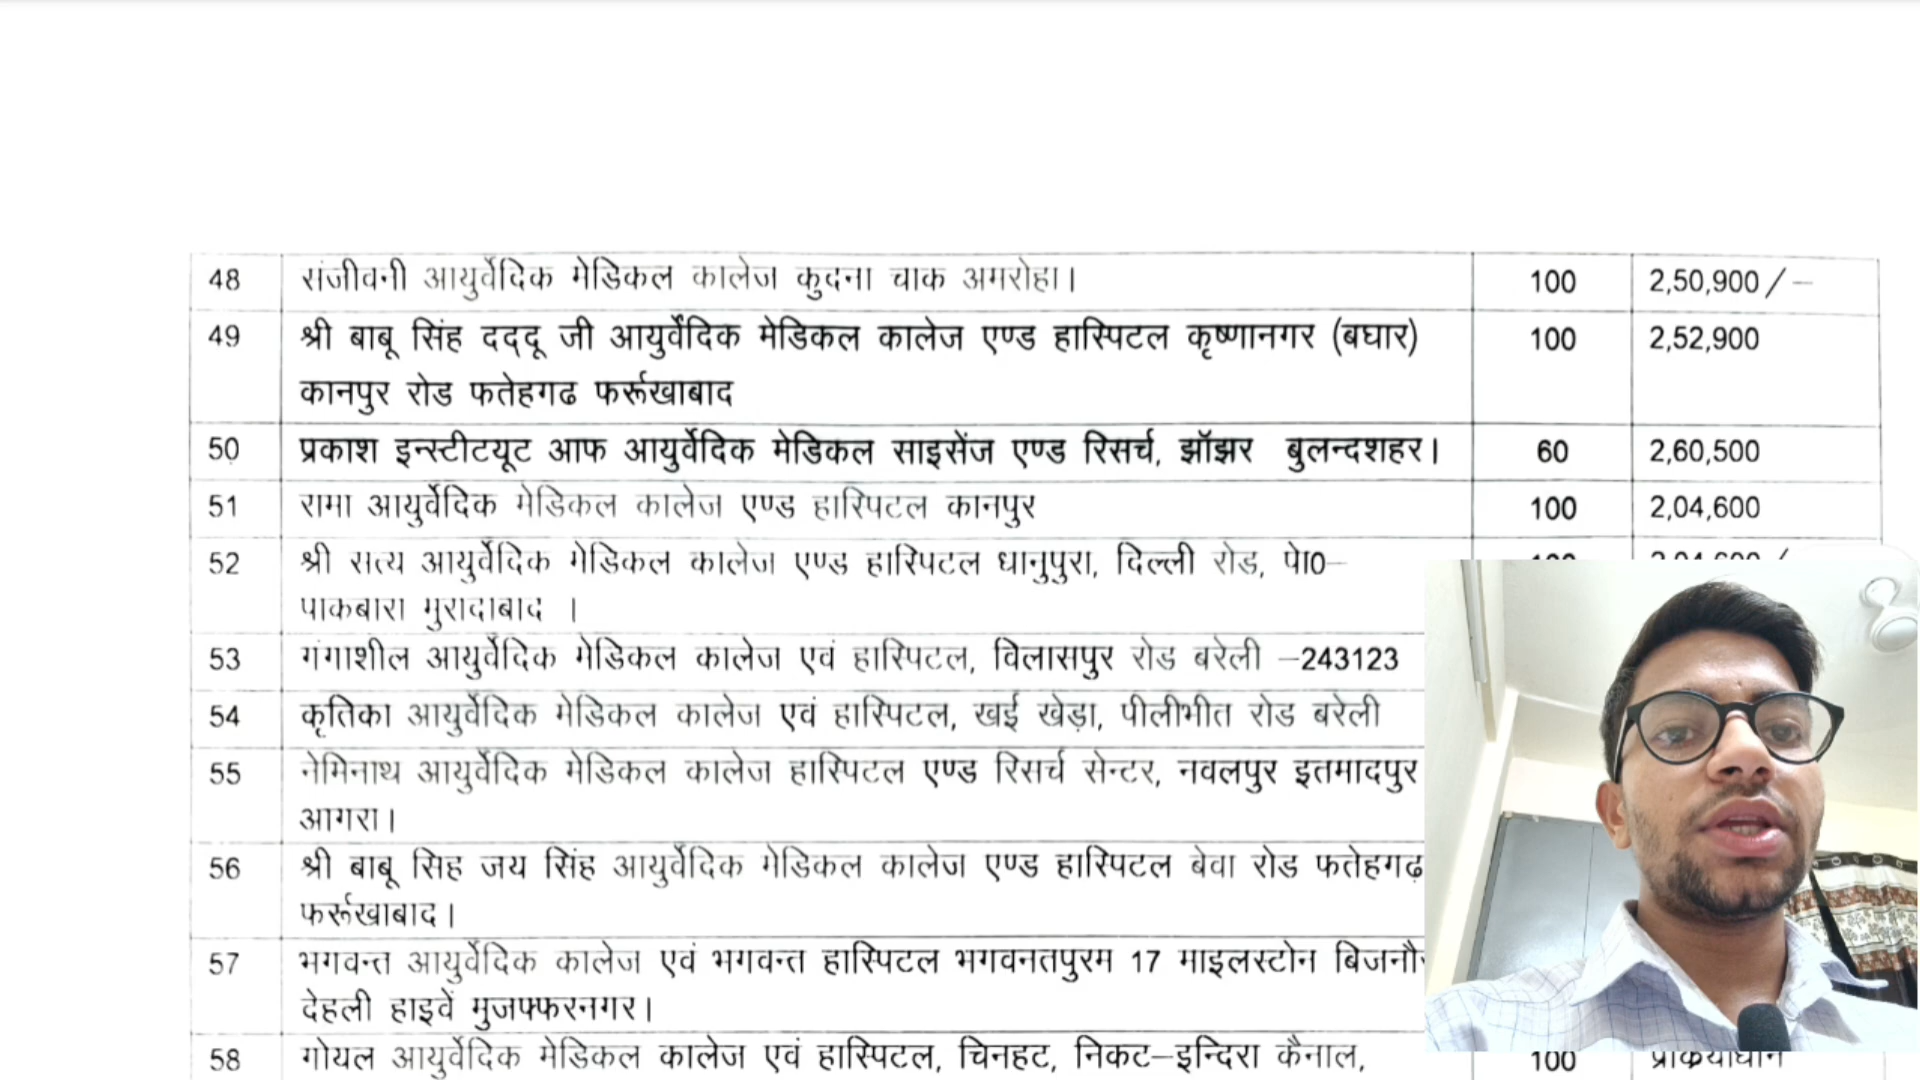 48 संजीवनी आयुर्वेदिक मेडिकल कालेज कुदना चाक अमरोहा। 100 2,50,900 / –
49 श्री बाबू सिंह दद्दू जी आयुर्वेदिक मेडिकल कालेज एण्ड हास्पिटल कृष्णानगर (बघार) 100 2,52,900
कानपुर रोड फतेहगढ फर्रूखाबाद
50 प्रकाश इन्स्टीटयूट आफ आयुर्वेदिक मेडिकल साइसेंज एण्ड रिसर्च, झॉझर बुलन्दशहर। 60 2,60,500
51 रामा आयुर्वेदिक मेडिकल कालेज एण्ड हास्पिटल कानपुर 100 2,04,600
52 श्री सत्य आयुर्वेदिक मेडिकल कालेज एण्ड हास्पिटल धानुपुरा, दिल्ली रोड, पेा0–
पाकबारा मुरादाबाद ।
53 गंगाशील आयुर्वेदिक मेडिकल कालेज एवं हास्पिटल, विलासपुर रोड बरेली –243123
54 कृतिका आयुर्वेदिक मेडिकल कालेज एवं हास्पिटल, खई खेड़ा, पीलीभीत रोड बरेली
55 नेमिनाथ आयुर्वेदिक मेडिकल कालेज हास्पिटल एण्ड रिसर्च सेन्टर, नवलपुर इतमादपुर
आगरा।
56 श्री बाबू सिह जय सिंह आयुर्वेदिक मेडिकल कालेज एण्ड हास्पिटल बेवा रोड फतेहगढ़
फर्रूखाबाद।
57 भगवन्त आयुर्वेदिक कालेज एवं भगवन्त हास्पिटल भगवनतपुरम 17 माइलस्टोन
देहली हाइवें मुजफ्फरनगर।
58 गोयल आयुर्वेदिक मेडिकल कालेज एवं हास्पिटल, चिनहट, निकट–इन्दिरा कैनाल, 100